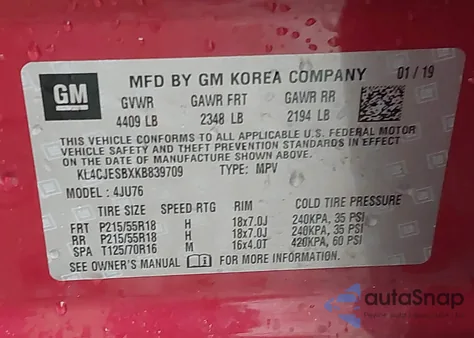 GM
MFD BY GM KOREA COMPANY 01/19
GVWR GAWR FRT GAWR RR
4409 LB 2348 LB 2194 LB
THIS VEHICLE CONFORMS TO ALL APPLICABLE U.S. FEDERAL MOTOR
VEHICLE SAFETY AND THEFT PREVENTION STANDARDS IN EFFECT
ON THE DATE OF MANUFACTURE SHOWN ABOVE.
KL4CJESBXKB839709 TYPE: MPV
MODEL: 4JU76
TIRE SIZE SPEED RTG RIM COLD TIRE PRESSURE
FRT P215/55R18 H 18x7.0J 240KPA, 35 PSI
RR P215/55R18 H 18x7.0J 240KPA, 35 PSI
SPA T125/70R16 M 16x4.0T 420KPA, 60 PSI
SEE OWNER'S MANUAL FOR MORE INFORMATION
autoSnap